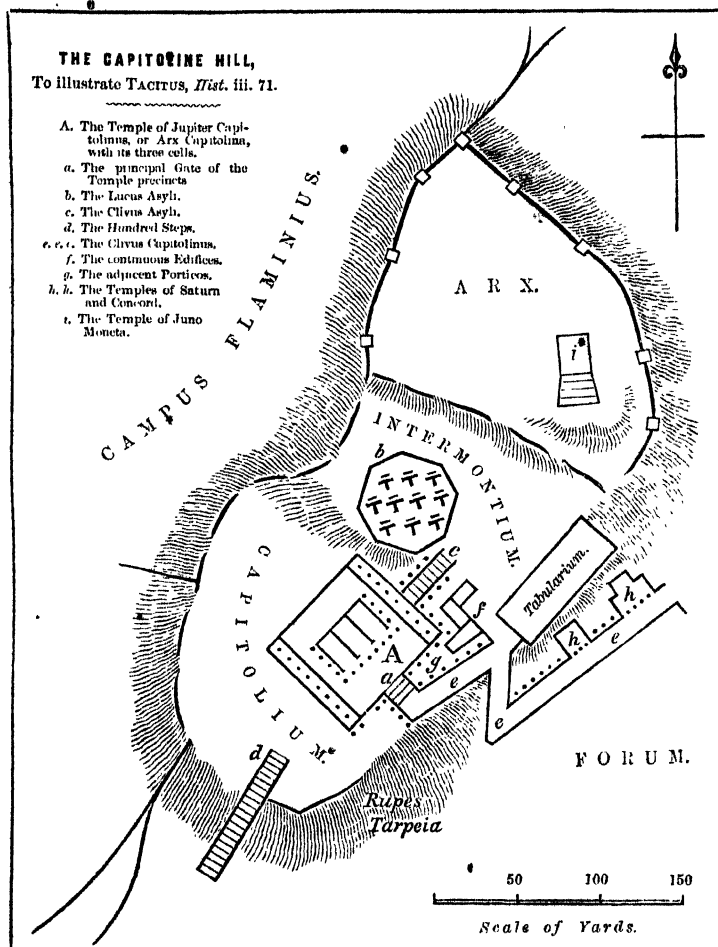 THE CAPITOLINE HILL,
To illustrate TACITUS, Hist. iii. 71.
A. The Temple of Jupiter Capi-
tolinus, or Arx Capitolina,
with its three cells.
a. The principal Gate of the
Temple precincts
b. The Lucus Asyli.
c. The Clivus Asyli.
d. The Hundred Steps.
e, e, e. The Clivus Capitolinus.
f. The continuous Edifices.
g. The adjacent Porticos.
h. h. The Temples of Saturn
and Concord.
i. The Temple of Juno
Moneta.
CAMPUS FLAMINIUS.
ARX.
i
INTERMONTIUM.
b
c
CAPITOLIUM.
Tabularium.
f
h
h
A
g
a
e
e
e
d
FORUM.
Rupes
Tarpeia
50 100 150
Scale of Yards.